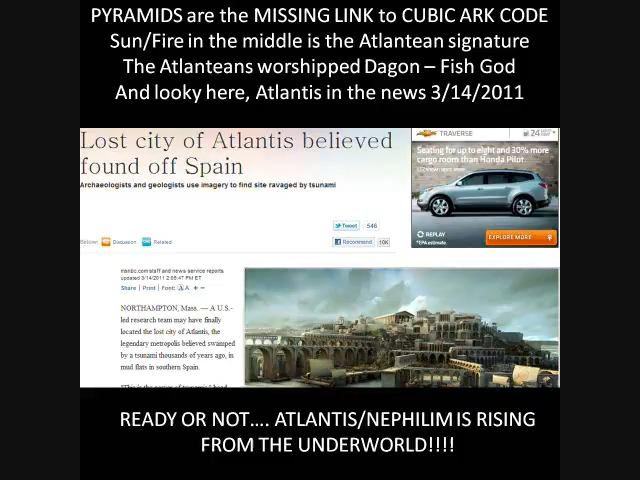 PYRAMIDS are the MISSING LINK to CUBIC ARK CODE
Sun/Fire in the middle is the Atlantean signature
The Atlanteans worshipped Dagon – Fish God
And looky here, Atlantis in the news 3/14/2011
Lost city of Atlantis believed
found off Spain
Archaeologists and geologists use imagery to find site ravaged by tsunami
TRAVERSE
24
Seating for up to eight and 30% more
cargo room than Honda Pilot.
REPLAY
*EPA estimate.
EXPLORE MORE
Tweet 546
Recommend 10K
Below: Discussion Related
msnbc.com staff and news service reports
updated 3/14/2011 2:08:47 PM ET
Share | Print | Font: A A + −
NORTHAMPTON, Mass. — A U.S.-
led research team may have finally
located the lost city of Atlantis, the
legendary metropolis believed swamped
by a tsunami thousands of years ago, in
mud flats in southern Spain.
READY OR NOT.... ATLANTIS/NEPHILIM IS RISING
FROM THE UNDERWORLD!!!!